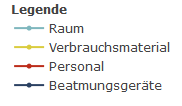 Legende
Raum
Verbrauchsmaterial
Personal
Beatmungsgeräte